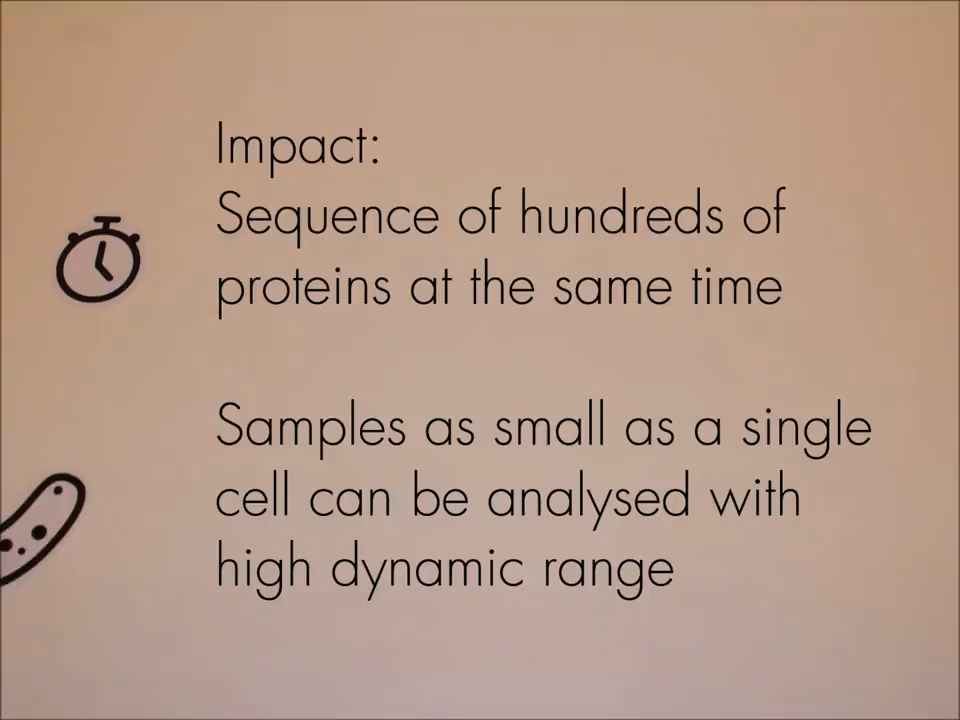 Impact:
Sequence of hundreds of
proteins at the same time
Samples as small as a single
cell can be analysed with
high dynamic range